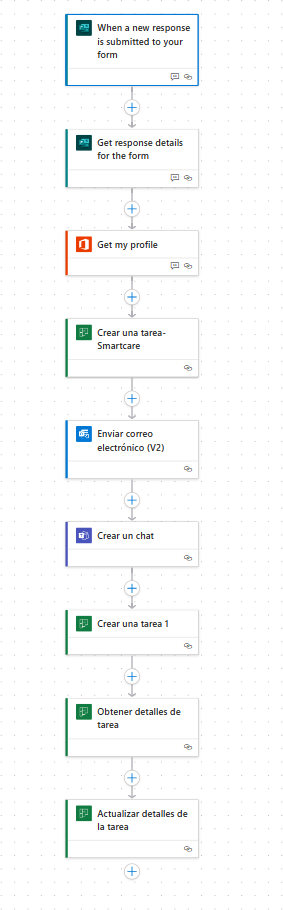 When a new response
is submitted to your
form
Get response details
for the form
Get my profile
Crear una tarea-
Smartcare
Enviar correo
electrónico (V2)
Crear un chat
Crear una tarea 1
Obtener detalles de
tarea
Actualizar detalles de
la tarea